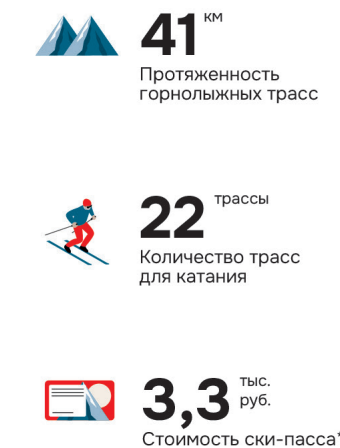 41 км
Протяженность
горнолыжных трасс
22 трассы
Количество трасс
для катания
3,3 тыс.
руб.
Стоимость ски-пасса*